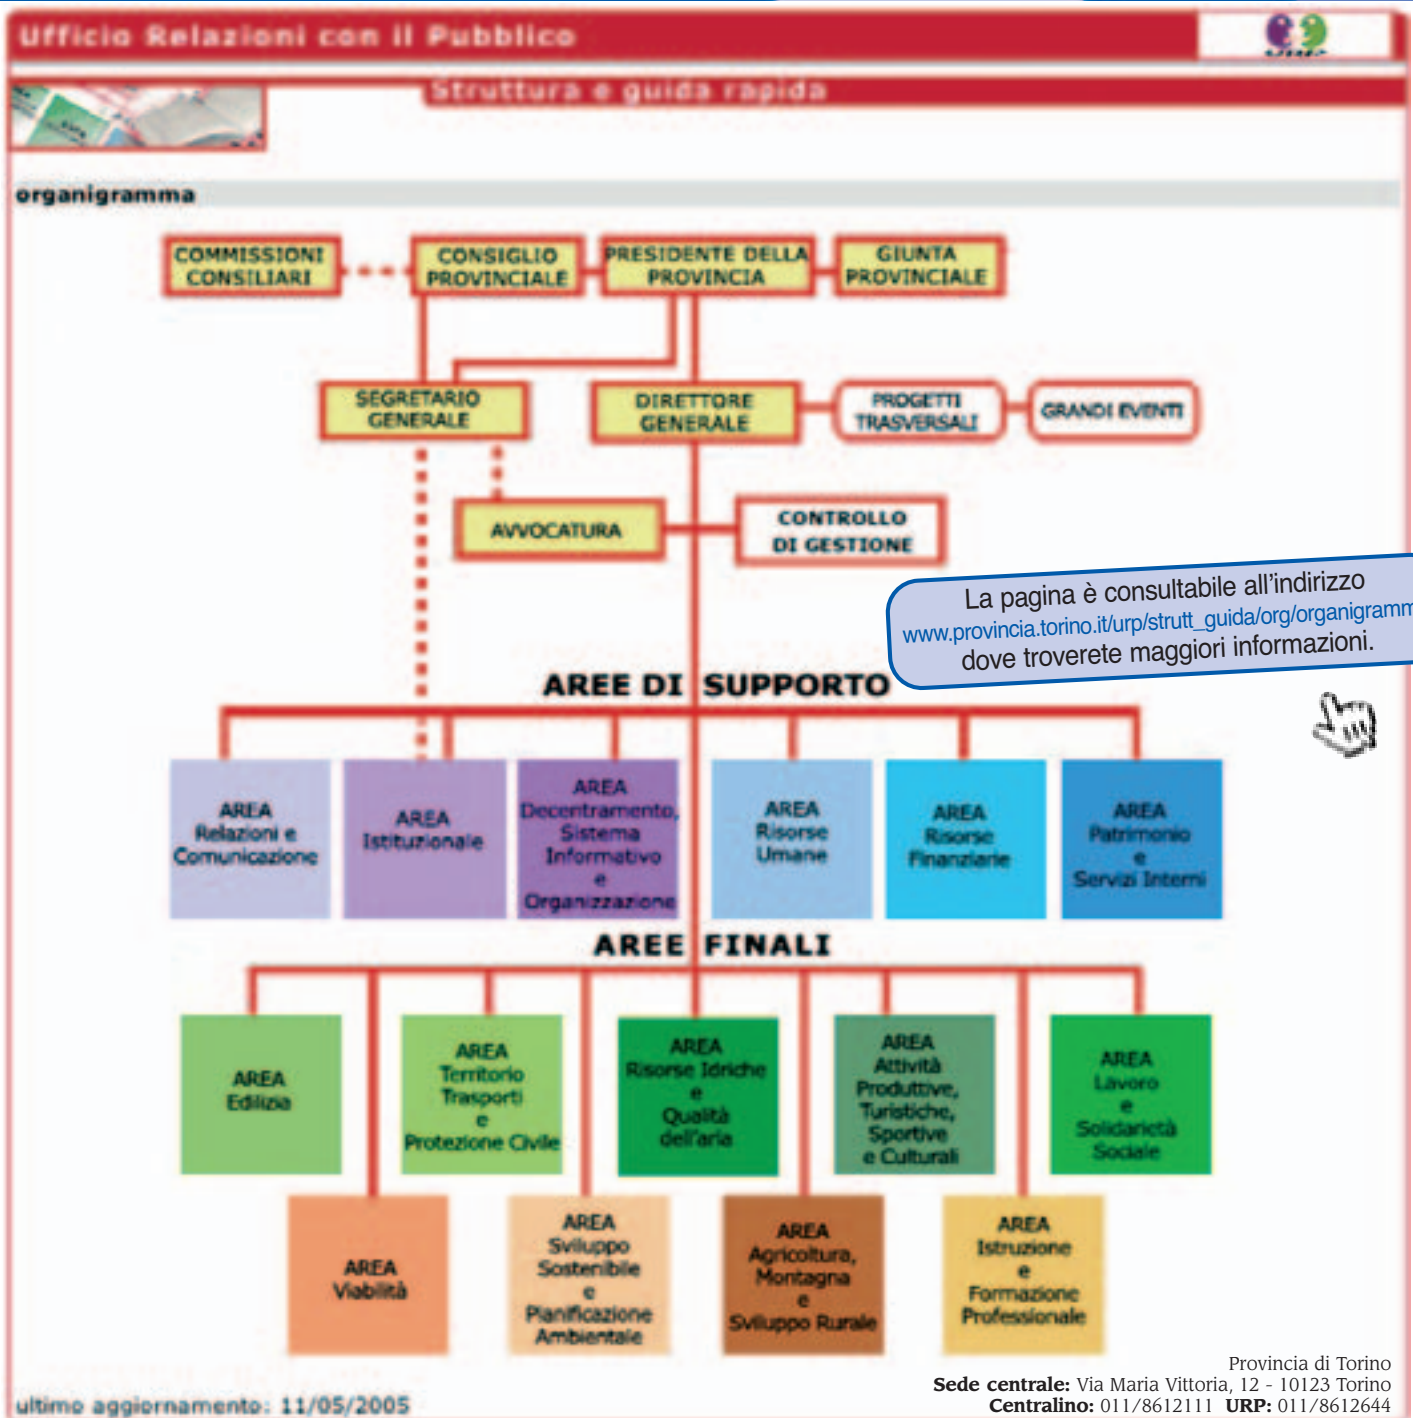 Ufficio Relazioni con il Pubblico
Struttura e guida rapida
organigramma
COMMISSIONI
CONSILIARI
CONSIGLIO
PROVINCIALE
PRESIDENTE DELLA
PROVINCIA
GIUNTA
PROVINCIALE
SEGRETARIO
GENERALE
DIRETTORE
GENERALE
PROGETTI
TRASVERSALI
GRANDI EVENTI
AVVOCATURA
CONTROLLO
DI GESTIONE
La pagina è consultabile all'indirizzo
www.provincia.torino.it/urp/strutt_guida/org/organigramm
dove troverete maggiori informazioni.
AREE DI SUPPORTO
AREA
Relazioni e
Comunicazione
AREA
Istituzionale
AREA
Decentramento,
Sistema
Informativo
e
Organizzazione
AREA
Risorse
Umane
AREA
Risorse
Finanziarie
AREA
Patrimonio
e
Servizi Interni
AREE FINALI
AREA
Edilizia
AREA
Territorio
Trasporti
e
Protezione Civile
AREA
Risorse Idriche
e
Qualità
dell'aria
AREA
Attività
Produttive,
Turistiche,
Sportive
e Culturali
AREA
Lavoro
e
Solidarietà
Sociale
AREA
Viabilità
AREA
Sviluppo
Sostenibile
e
Pianificazione
Ambientale
AREA
Agricoltura,
Montagna
e
Sviluppo Rurale
AREA
Istruzione
e
Formazione
Professionale
ultimo aggiornamento: 11/05/2005
Provincia di Torino
Sede centrale: Via Maria Vittoria, 12 - 10123 Torino
Centralino: 011/8612111 URP: 011/8612644